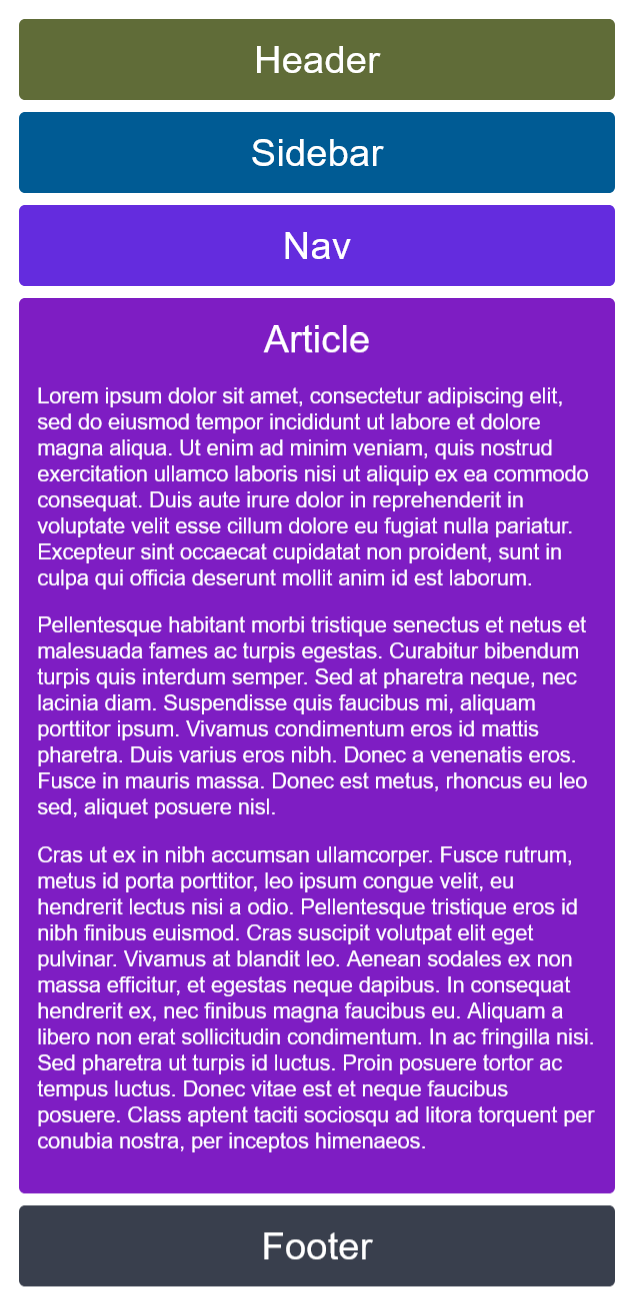 Header
Sidebar
Nav
Article
Lorem ipsum dolor sit amet, consectetur adipiscing elit,
sed do eiusmod tempor incididunt ut labore et dolore
magna aliqua. Ut enim ad minim veniam, quis nostrud
exercitation ullamco laboris nisi ut aliquip ex ea commodo
consequat. Duis aute irure dolor in reprehenderit in
voluptate velit esse cillum dolore eu fugiat nulla pariatur.
Excepteur sint occaecat cupidatat non proident, sunt in
culpa qui officia deserunt mollit anim id est laborum.
Pellentesque habitant morbi tristique senectus et netus et
malesuada fames ac turpis egestas. Curabitur bibendum
turpis quis interdum semper. Sed at pharetra neque, nec
lacinia diam. Suspendisse quis faucibus mi, aliquam
porttitor ipsum. Vivamus condimentum eros id mattis
pharetra. Duis varius eros nibh. Donec a venenatis eros.
Fusce in mauris massa. Donec est metus, rhoncus eu leo
sed, aliquet posuere nisl.
Cras ut ex in nibh accumsan ullamcorper. Fusce rutrum,
metus id porta porttitor, leo ipsum congue velit, eu
hendrerit lectus nisi a odio. Pellentesque tristique eros id
nibh finibus euismod. Cras suscipit volutpat elit eget
pulvinar. Vivamus at blandit leo. Aenean sodales ex non
massa efficitur, et egestas neque dapibus. In consequat
hendrerit ex, nec finibus magna faucibus eu. Aliquam a
libero non erat sollicitudin condimentum. In ac fringilla nisi.
Sed pharetra ut turpis id luctus. Proin posuere tortor ac
tempus luctus. Donec vitae est et neque faucibus
posuere. Class aptent taciti sociosqu ad litora torquent per
conubia nostra, per inceptos himenaeos.
Footer